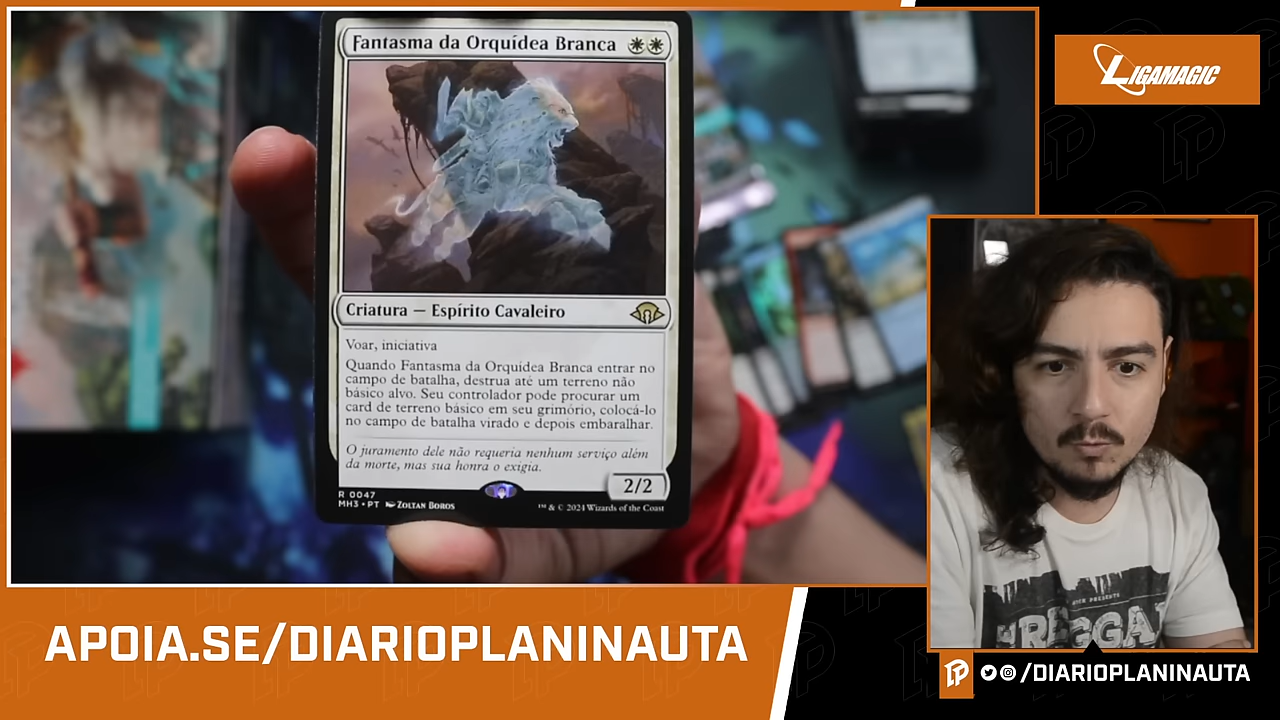 Fantasma da Orquídea Branca
Criatura — Espírito Cavaleiro
Voar, iniciativa
Quando Fantasma da Orquídea Branca entrar no
campo de batalha, destrua até um terreno não
básico alvo. Seu controlador pode procurar um
card de terreno básico em seu grimório, colocá-lo
no campo de batalha virado e depois embaralhar.
O juramento dele não requeria nenhum serviço além
da morte, mas sua honra o exigia.
2/2
R 0047
MH3 • PT ZOLTAN BOROS
™ & © 2024 Wizards of the Coast
LIGAMAGIC
PRESENTS
APOIA.SE/DIARIOPLANINAUTA
/DIARIOPLANINAUTA